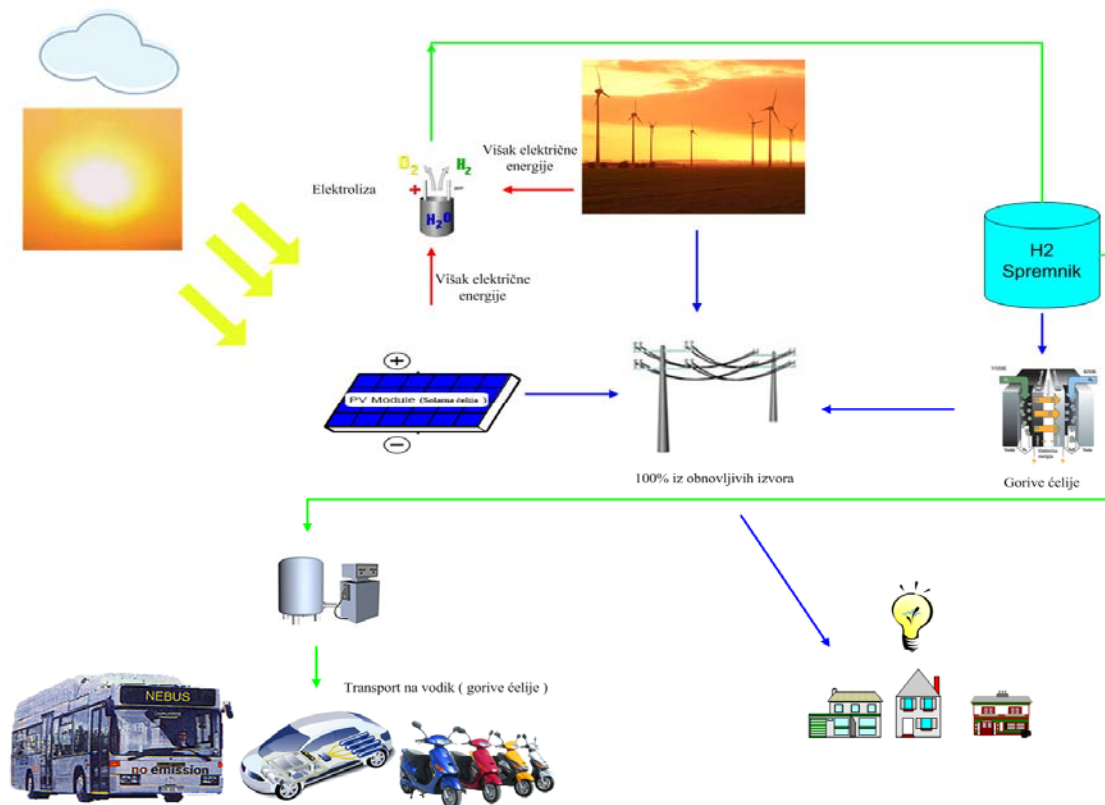 Višak električne
energije
O2
H2
Elektroliza
+
H2O
H2
Spremnik
Višak električne
energije
+
PV Module (Solarna ćelija )
−
100% iz obnovljivih izvora
Gorive ćelije
Transport na vodik ( gorive ćelije )
NEBUS
no emission